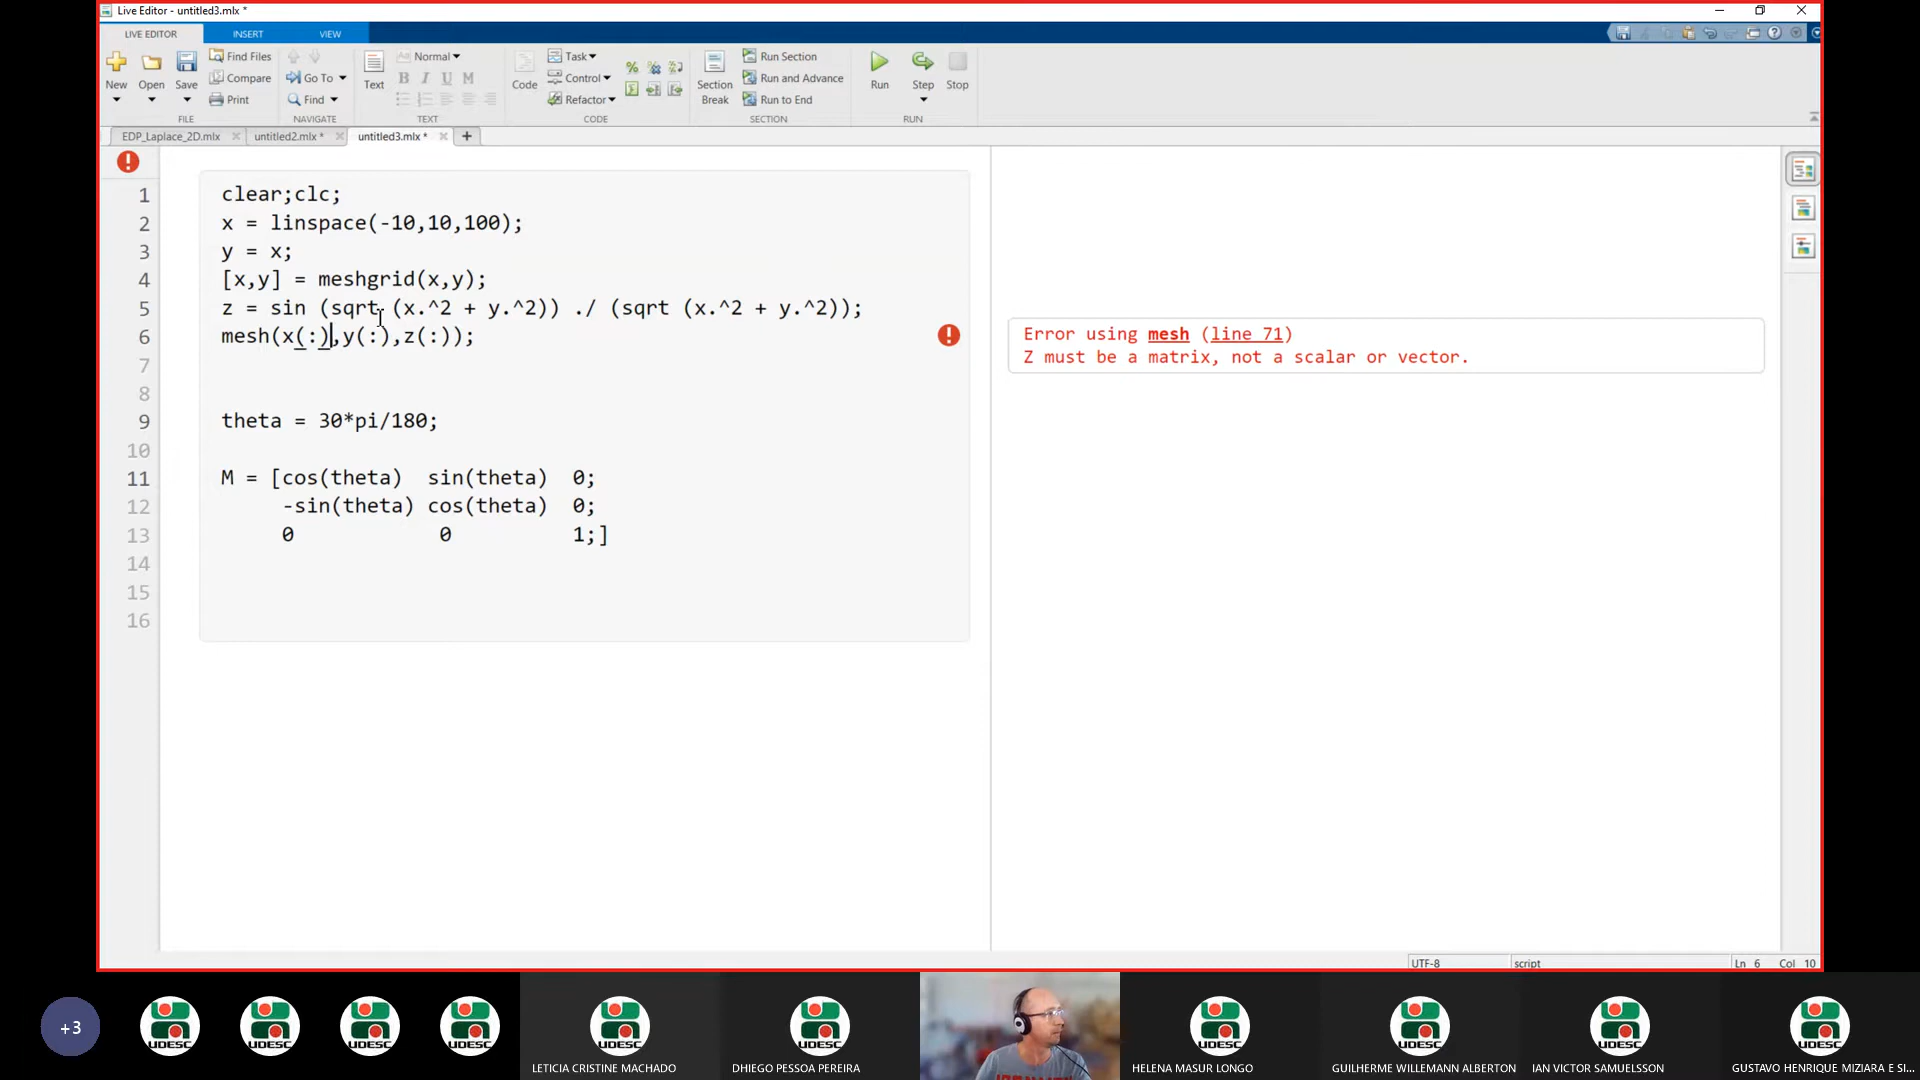 Live Editor - untitled3.mlx *
LIVE EDITOR INSERT VIEW
New Open Save Find Files Compare Print
FILE
Go To Find
NAVIGATE
Text Normal B I U M
TEXT
Code Task Control Refactor
CODE
Section Break Run Section Run and Advance Run to End
SECTION
Run Step Stop
RUN
EDP_Laplace_2D.mlx untitled2.mlx * untitled3.mlx *
1 clear;clc;
2 x = linspace(-10,10,100);
3 y = x;
4 [x,y] = meshgrid(x,y);
5 z = sin (sqrt (x.^2 + y.^2)) ./ (sqrt (x.^2 + y.^2));
6 mesh(x(:),y(:),z(:));
7
8
9 theta = 30*pi/180;
10
11 M = [cos(theta) sin(theta) 0;
12 -sin(theta) cos(theta) 0;
13 0 0 1;]
14
15
16
Error using mesh (line 71)
Z must be a matrix, not a scalar or vector.
UTF-8 script Ln 6 Col 10
+3
UDESC UDESC UDESC UDESC UDESC UDESC UDESC UDESC UDESC UDESC
LETICIA CRISTINE MACHADO DHIEGO PESSOA PEREIRA HELENA MASUR LONGO GUILHERME WILLEMANN ALBERTON IAN VICTOR SAMUELSSON GUSTAVO HENRIQUE MIZIARA E SI...